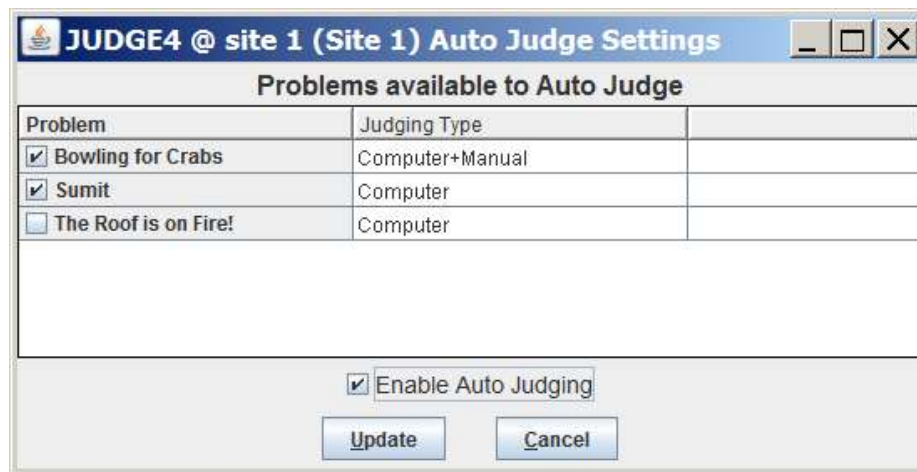 JUDGE4 @ site 1 (Site 1) Auto Judge Settings
Problems available to Auto Judge
Problem Judging Type
Bowling for Crabs Computer+Manual
Sumit Computer
The Roof is on Fire! Computer
Enable Auto Judging
Update Cancel